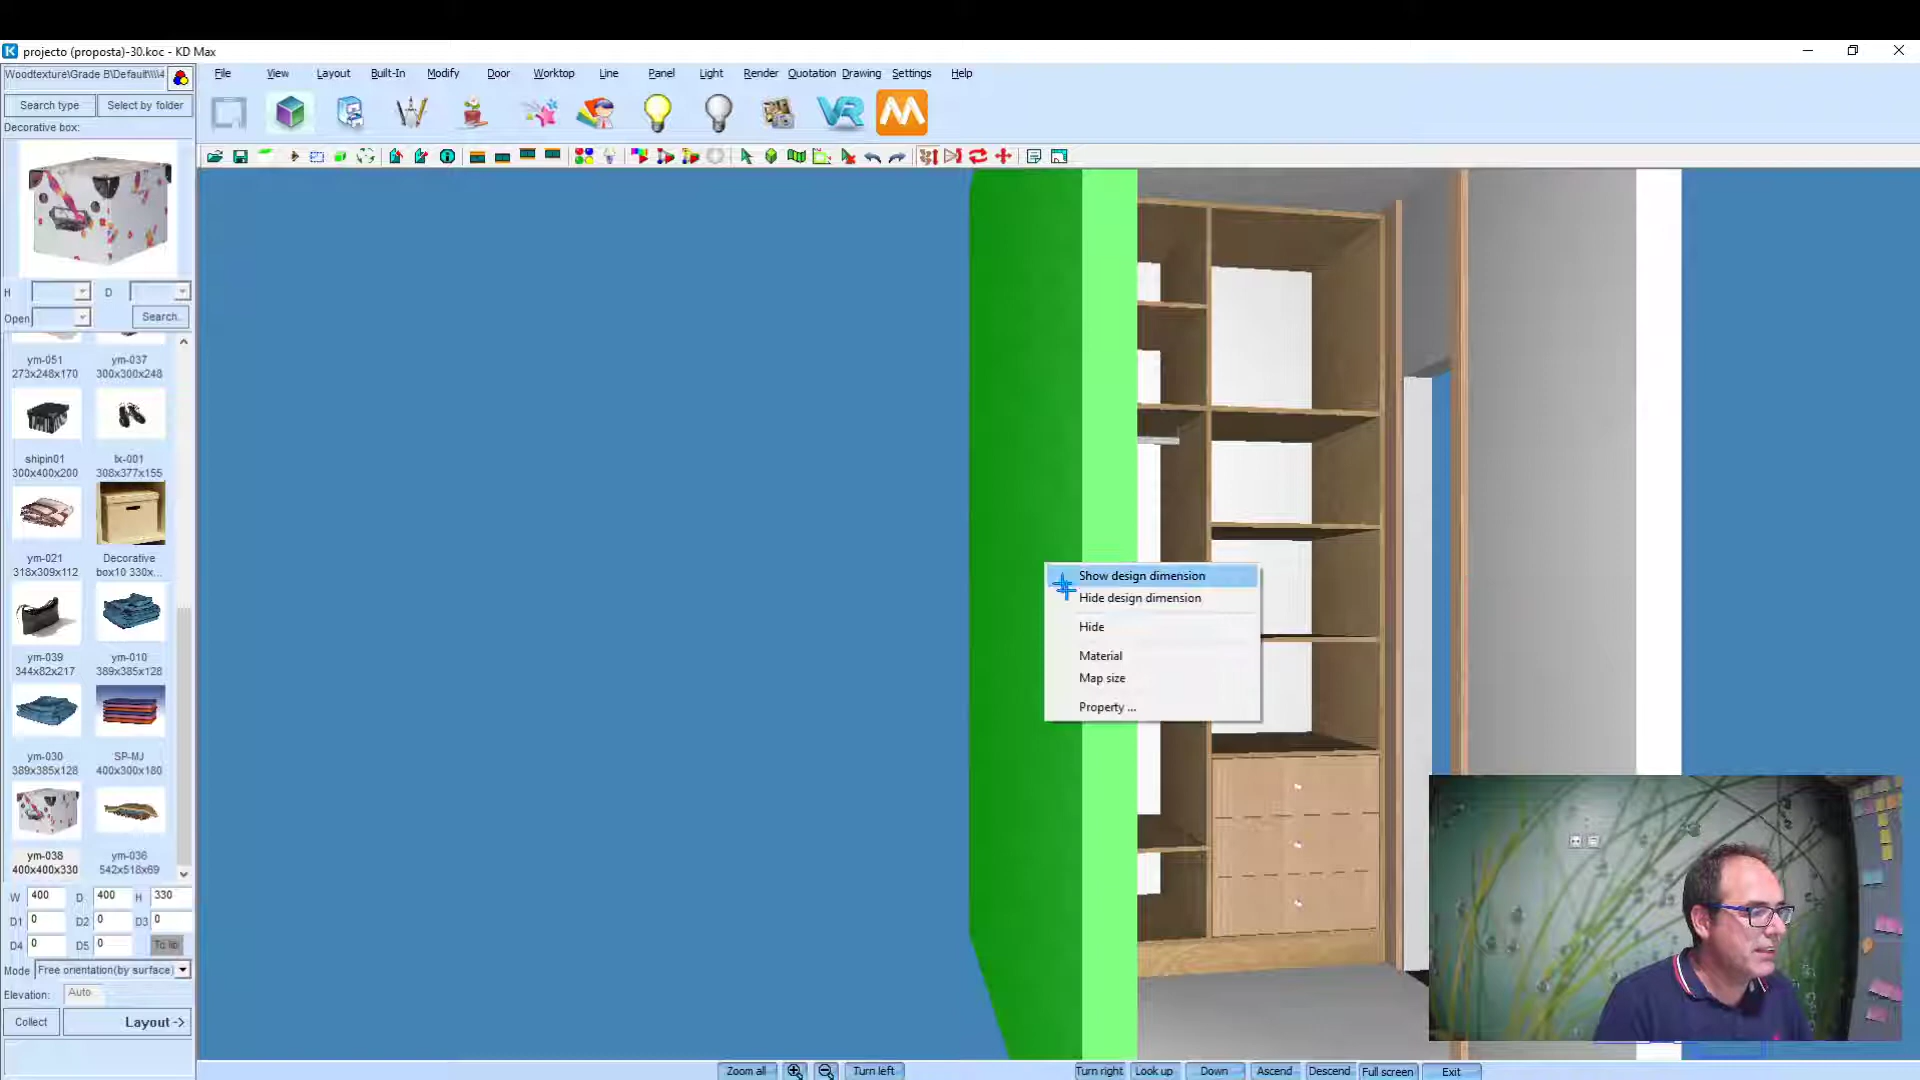 projecto (proposta)-30.koc - KD Max
Woodtexture\Grade B\Default\\\\4
File View Layout Built-In Modify Door Worktop Line Panel Light Render Quotation Drawing Settings Help
Search type Select by folder
Decorative box:
VR
H D
Open Search.
ym-051 ym-037
273x248x170 300x300x248
shipin01 lx-001
300x400x200 308x377x155
ym-021 Decorative
318x309x112 box10 330x...
ym-039 ym-010
344x82x217 389x385x128
ym-030 SP-MJ
389x385x128 400x300x180
ym-038 ym-036
400x400x330 542x518x69
W 400 D 400 H 330
D1 0 D2 0 D3 0
D4 0 D5 0 To lib
Mode Free orientation(by surface)
Elevation: Auto
Collect Layout ->
Show design dimension
Hide design dimension
Hide
Material
Map size
Property ...
Zoom all Turn left Turn right Look up Down Ascend Descend Full screen Exit